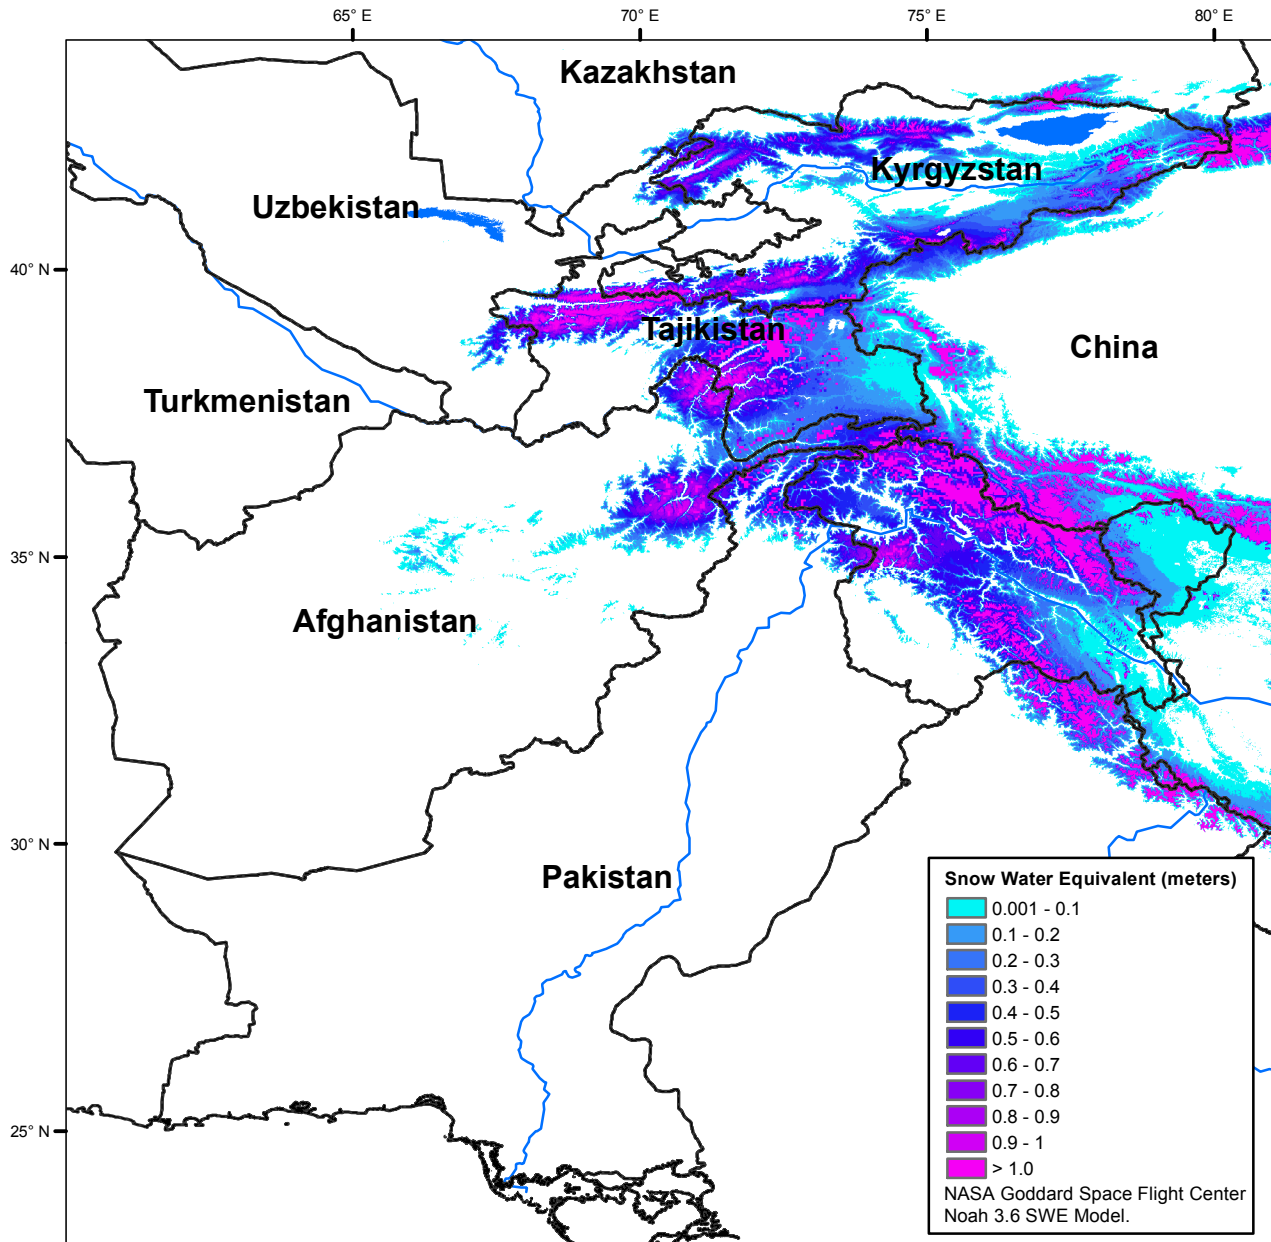 65° E
70° E
75° E
80° E
Kazakhstan
Kyrgyzstan
Uzbekistan
40° N
Tajikistan
China
Turkmenistan
35° N
Afghanistan
30° N
Pakistan
25° N
Snow Water Equivalent (meters)
0.001 - 0.1
0.1 - 0.2
0.2 - 0.3
0.3 - 0.4
0.4 - 0.5
0.5 - 0.6
0.6 - 0.7
0.7 - 0.8
0.8 - 0.9
0.9 - 1
> 1.0
NASA Goddard Space Flight Center
Noah 3.6 SWE Model.